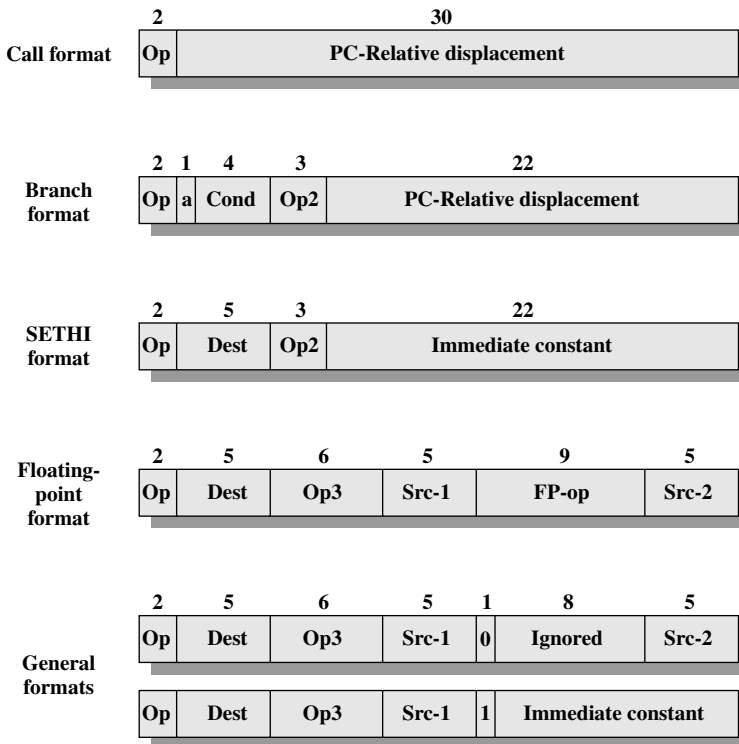 2 30
Call format Op PC-Relative displacement
2 1 4 3 22
Branch
format
Op a Cond Op2 PC-Relative displacement
2 5 3 22
SETHI
format
Op Dest Op2 Immediate constant
2 5 6 5 9 5
Floating-
point
format
Op Dest Op3 Src-1 FP-op Src-2
2 5 6 5 1 8 5
Op Dest Op3 Src-1 0 Ignored Src-2
General
formats
Op Dest Op3 Src-1 1 Immediate constant